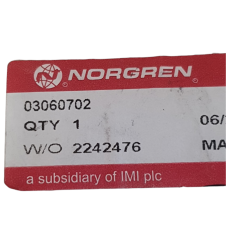 NORGREN®
03060702
QTY 1 06/
W/O 2242476 MA
a subsidiary of IMI plc